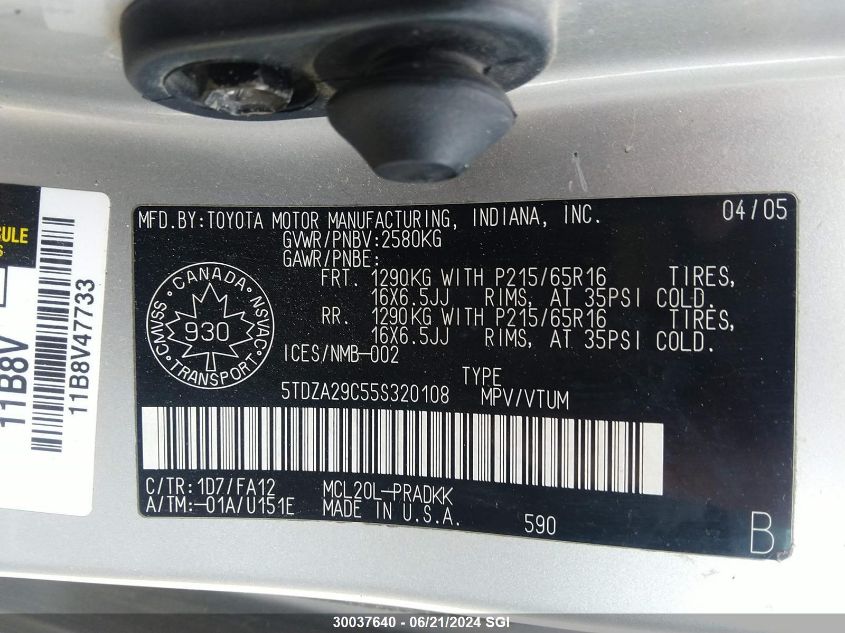 MFD.BY:TOYOTA MOTOR MANUFACTURING, INDIANA, INC. 04/05
GVWR/PNBV:2580KG
GAWR/PNBE:
FRT. 1290KG WITH P215/65R16 TIRES,
16X6.5JJ RIMS, AT 35PSI COLD.
RR. 1290KG WITH P215/65R16 TIRES,
16X6.5JJ RIMS, AT 35PSI COLD.
ICES/NMB-002
CANADA
CMVSS
NSVAC
930
TRANSPORT
TYPE
5TDZA29C55S320108 MPV/VTUM
C/TR:1D7/FA12 MCL20L-PRADKK
A/TM:-01A/U151E MADE IN U.S.A. 590 B
11B8V
11B8V47733
30037640 - 06/21/2024 SGI